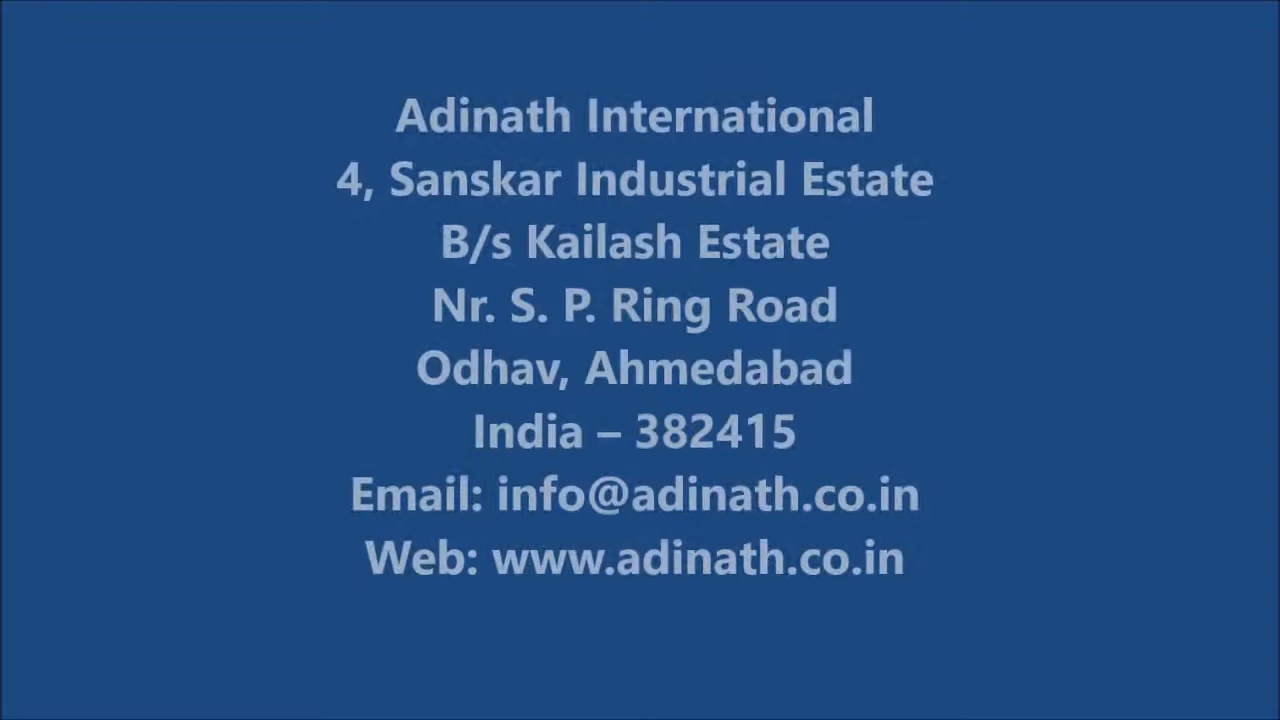 Adinath International
4, Sanskar Industrial Estate
B/s Kailash Estate
Nr. S. P. Ring Road
Odhav, Ahmedabad
India – 382415
Email: info@adinath.co.in
Web: www.adinath.co.in